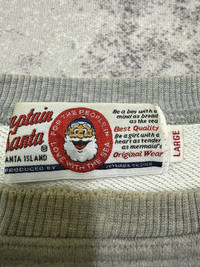 Captain
Santa
SANTA ISLAND
PRODUCED BY
FOR THE PEOPLE IN
LOVE WITH THE SEA
Be a boy with a
mind as broad
as the sea
Best Quality
Be a girl with a
heart as tender
as mermaid's
Original Wear
LARGE